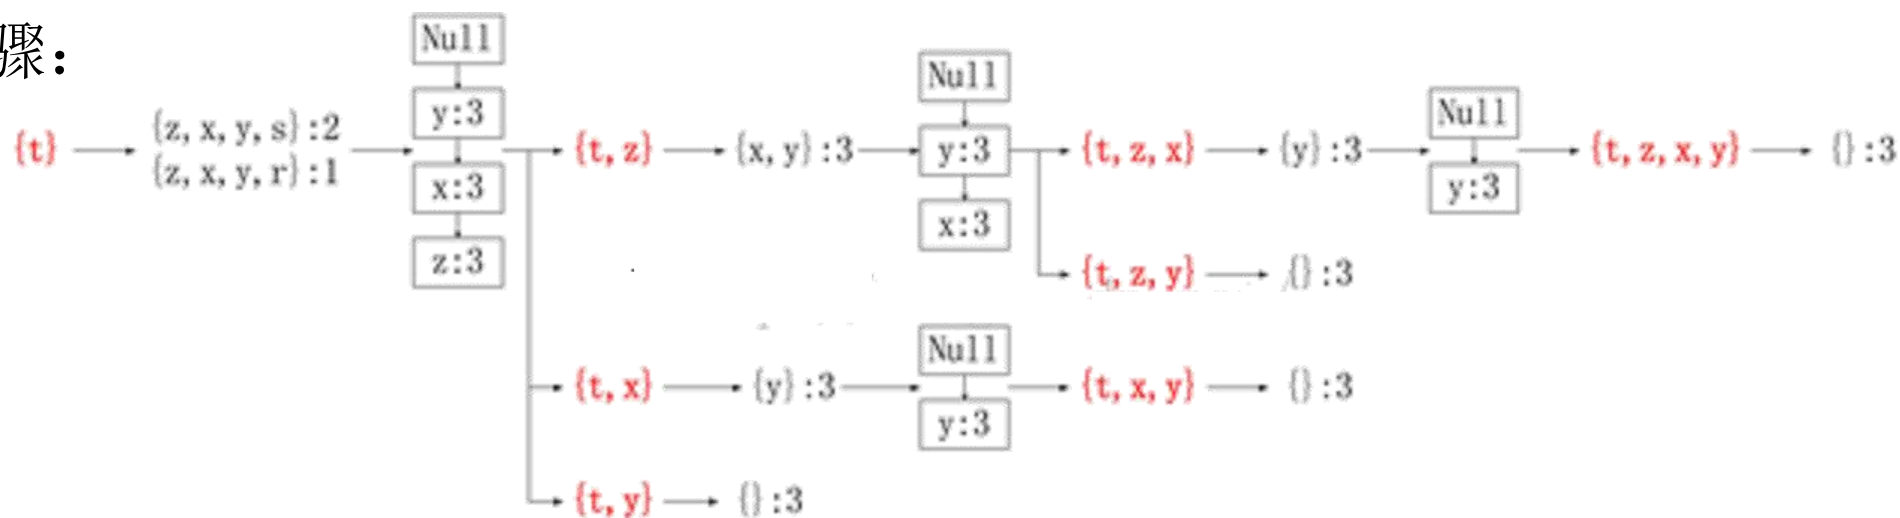 骤：
{t}
{z, x, y, s}:2
{z, x, y, r}:1
Null
y:3
x:3
z:3
{t, z}
{x, y}:3
Null
y:3
x:3
{t, z, x}
{y}:3
Null
y:3
{t, z, x, y}
{}:3
{t, z, y}
{}:3
{t, x}
{y}:3
Null
y:3
{t, x, y}
{}:3
{t, y}
{}:3